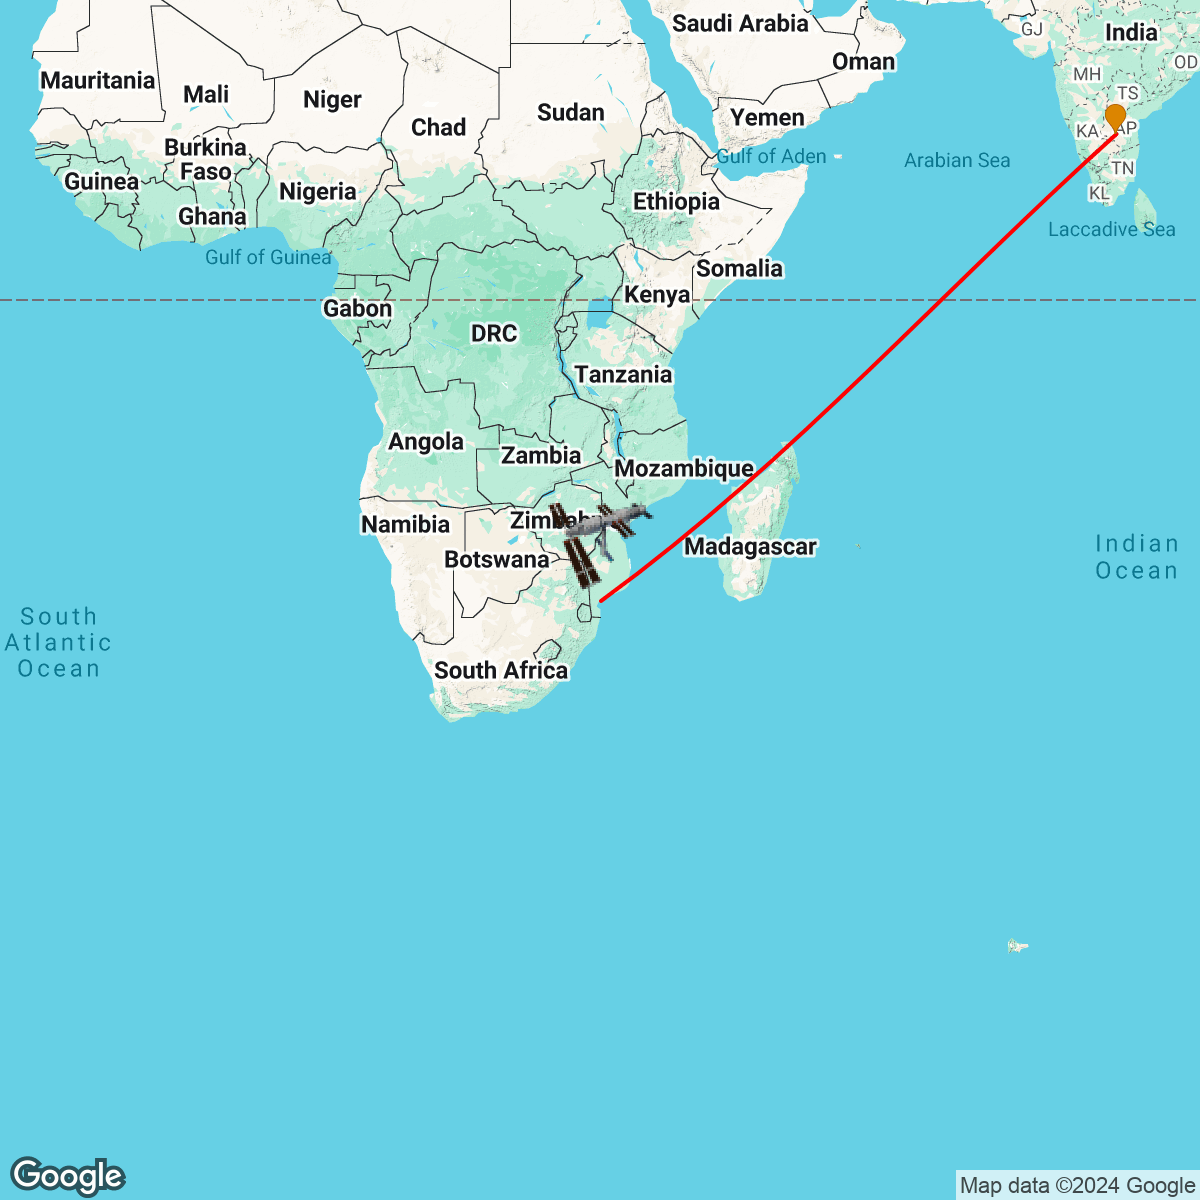 Saudi Arabia
GJ
India
Oman
OD
Mauritania
Mali
Niger
MH
TS
Chad
Sudan
Yemen
KA
AP
Burkina
Faso
Gulf of Aden
Arabian Sea
TN
Guinea
Nigeria
Ethiopia
KL
Ghana
Laccadive Sea
Gulf of Guinea
Somalia
Kenya
Gabon
DRC
Tanzania
Angola
Zambia
Mozambique
Namibia
Madagascar
Botswana
Indian
Ocean
South
Atlantic
Ocean
South Africa
Google
Map data ©2024 Google